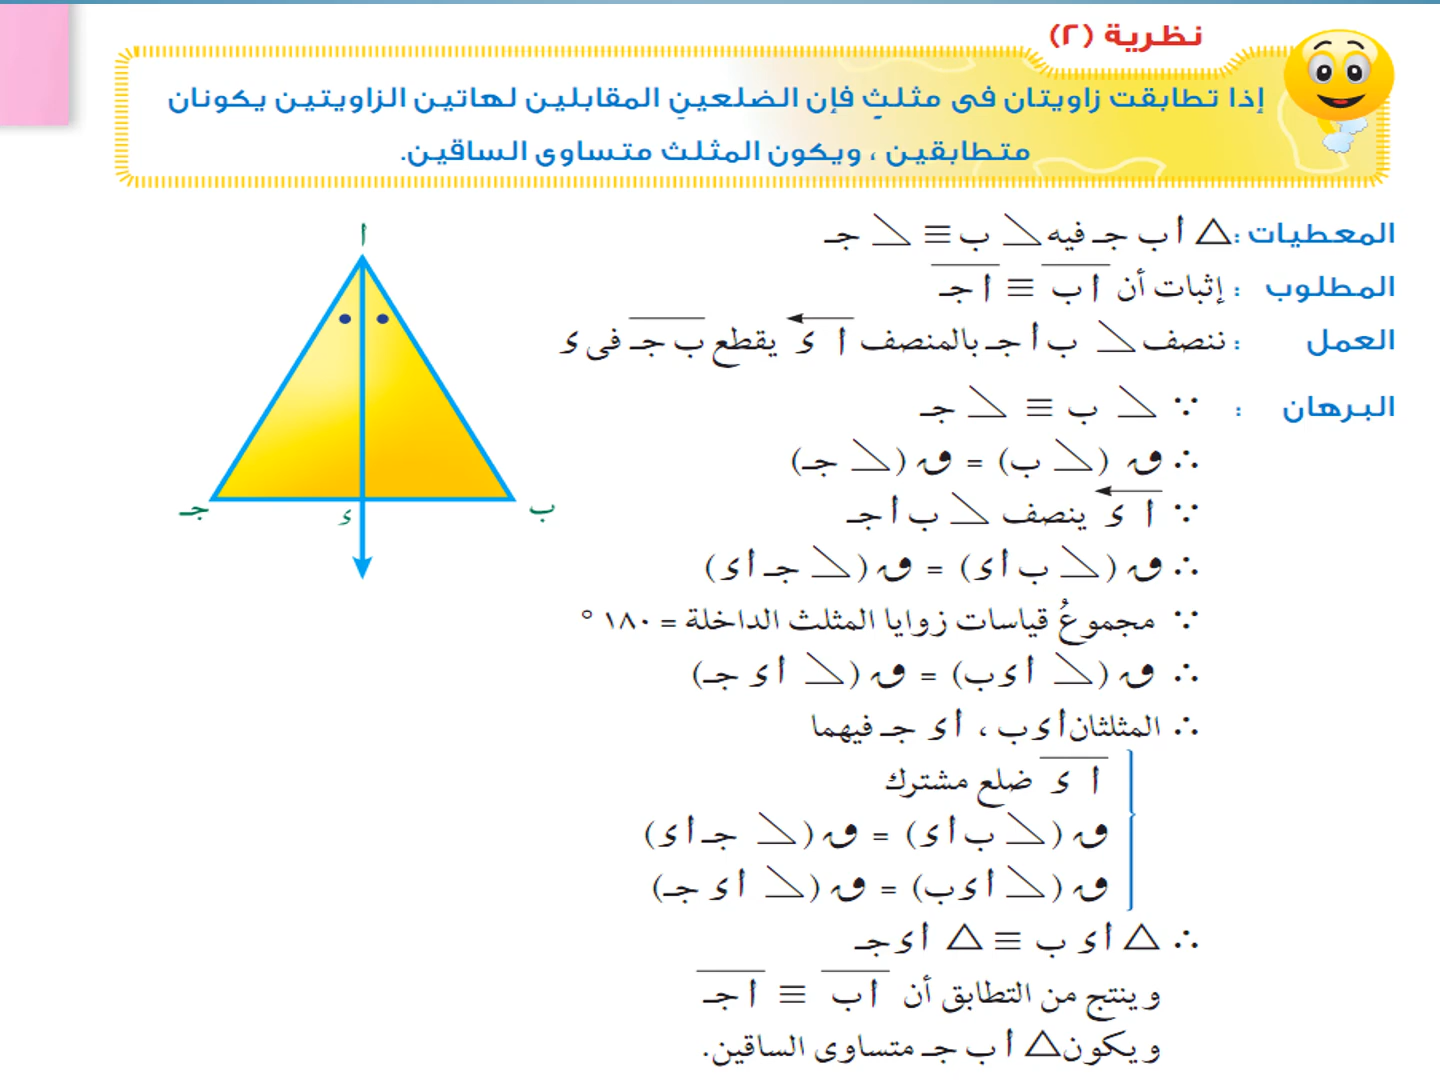 نظرية (٢)
إذا تطابقت زاويتان فى مثلثٍ فإن الضلعينِ المقابلين لهاتين الزاويتين يكونان
متطابقين ، ويكون المثلث متساوى الساقين.
المعطيات : △ أ ب جـ فيه ∠ ب ≡ ∠ جـ
المطلوب : إثبات أن أ ب ≡ أ جـ
العمل : ننصف ∠ ب أ جـ بالمنصف أ ى يقطع ب جـ فى ى
البرهان : ∵ ∠ ب ≡ ∠ جـ
∴ ق (∠ ب) = ق (∠ جـ)
∵ أ ى ينصف ∠ ب أ جـ
∴ ق (∠ ب أ ى) = ق (∠ جـ أ ى)
∵ مجموعُ قياسات زوايا المثلث الداخلة = ١٨٠ °
∴ ق (∠ أ ى ب) = ق (∠ أ ى جـ)
∴ المثلثان أ ى ب ، أ ى جـ فيهما
أ ى ضلع مشترك
ق (∠ ب أ ى) = ق (∠ جـ أ ى)
ق (∠ أ ى ب) = ق (∠ أ ى جـ)
∴ △ أ ى ب ≡ △ أ ى جـ
وينتج من التطابق أن أ ب ≡ أ جـ
ويكون △ أ ب جـ متساوى الساقين.
أ
جـ
ء
ب